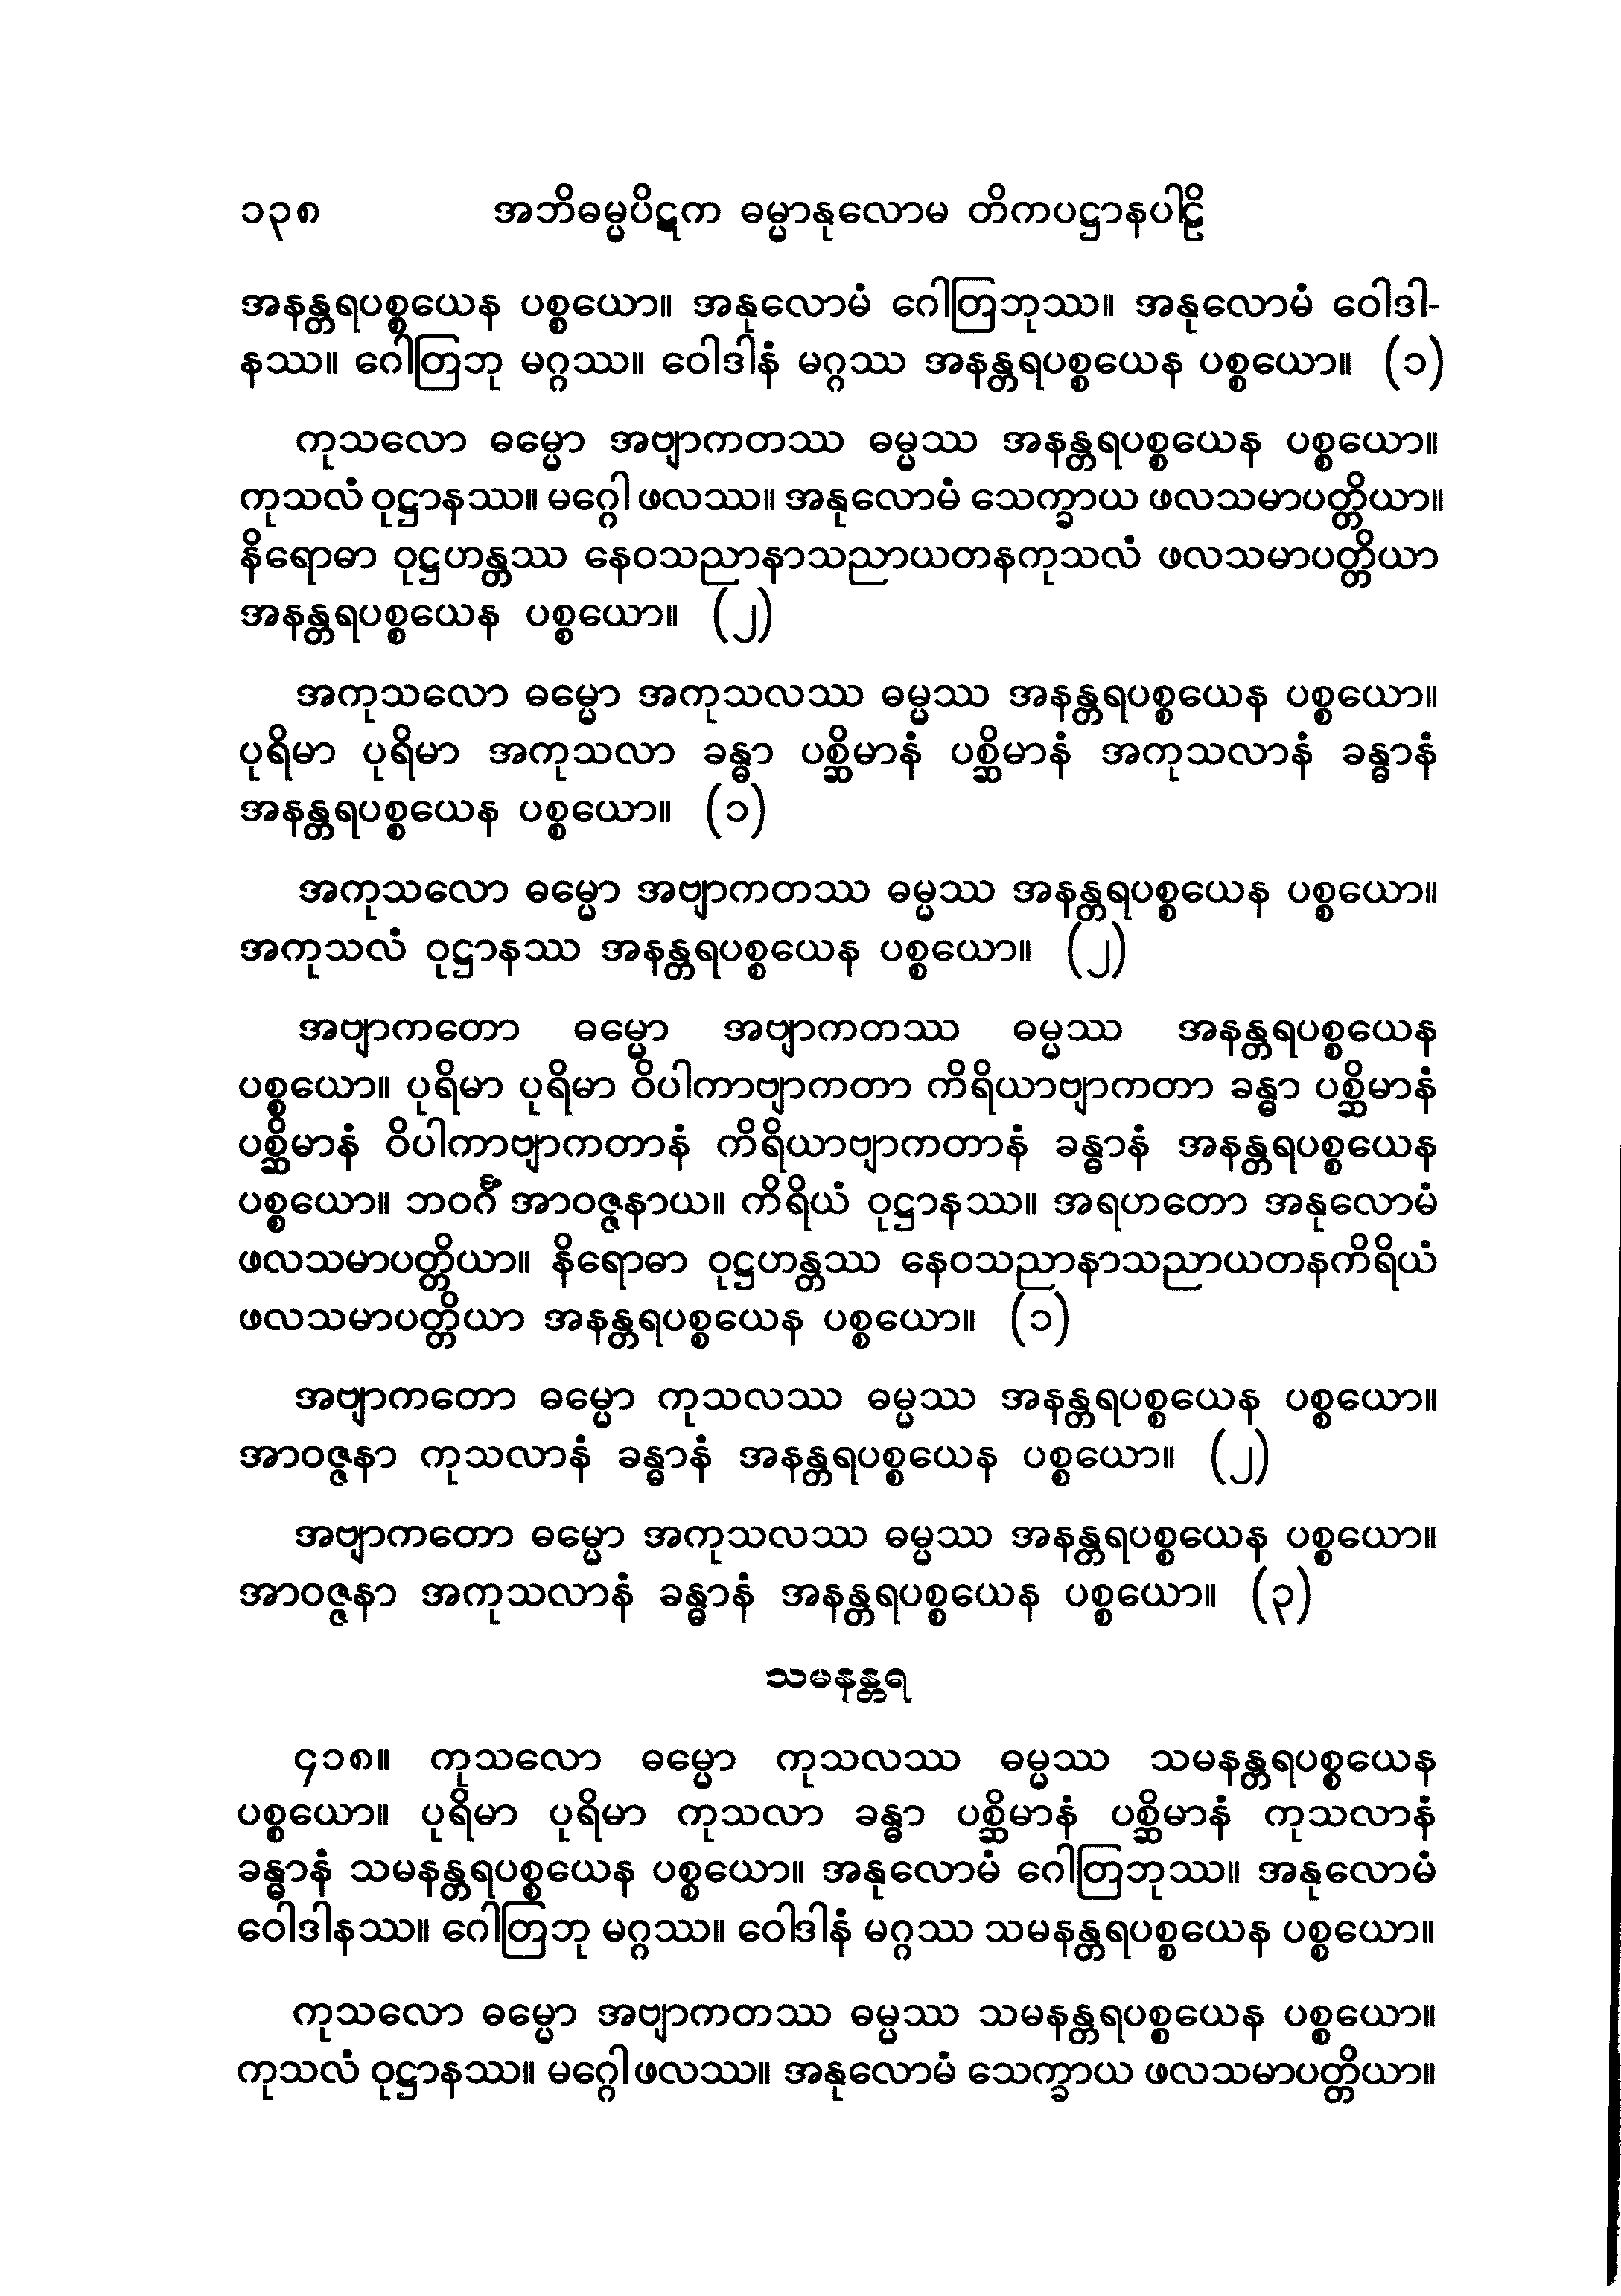 ၁၃၈ အဘိဓမ္မပိဋက ဓမ္မာနုလောမ တိကပဋ္ဌာနပါဠိ
အနန္တရပစ္စယေန ပစ္စယော။ အနုလောမံ ဂေါတြဘုဿ။ အနုလောမံ ဝေါဒါ-
နဿ။ ဂေါတြဘု မဂ္ဂဿ။ ဝေါဒါနံ မဂ္ဂဿ အနန္တရပစ္စယေန ပစ္စယော။ (၁)
ကုသလော ဓမ္မော အဗျာကတဿ ဓမ္မဿ အနန္တရပစ္စယေန ပစ္စယော။
ကုသလံ ဝုဋ္ဌာနဿ။ မဂ္ဂေါ ဖလဿ။ အနုလောမံ သေက္ခာယ ဖလသမာပတ္တိယာ။
နိရောဓာ ဝုဋ္ဌဟန္တဿ နေဝသညာနာသညာယတနကုသလံ ဖလသမာပတ္တိယာ
အနန္တရပစ္စယေန ပစ္စယော။ (၂)
အကုသလော ဓမ္မော အကုသလဿ ဓမ္မဿ အနန္တရပစ္စယေန ပစ္စယော။
ပုရိမာ ပုရိမာ အကုသလာ ခန္ဓာ ပစ္ဆိမာနံ ပစ္ဆိမာနံ အကုသလာနံ ခန္ဓာနံ
အနန္တရပစ္စယေန ပစ္စယော။ (၁)
အကုသလော ဓမ္မော အဗျာကတဿ ဓမ္မဿ အနန္တရပစ္စယေန ပစ္စယော။
အကုသလံ ဝုဋ္ဌာနဿ အနန္တရပစ္စယေန ပစ္စယော။ (၂)
အဗျာကတော ဓမ္မော အဗျာကတဿ ဓမ္မဿ အနန္တရပစ္စယေန
ပစ္စယော။ ပုရိမာ ပုရိမာ ဝိပါကာဗျာကတာ ကိရိယာဗျာကတာ ခန္ဓာ ပစ္ဆိမာနံ
ပစ္ဆိမာနံ ဝိပါကာဗျာကတာနံ ကိရိယာဗျာကတာနံ ခန္ဓာနံ အနန္တရပစ္စယေန
ပစ္စယော။ ဘဝင်္ဂံ အာဝဇ္ဇနာယ။ ကိရိယံ ဝုဋ္ဌာနဿ။ အရဟတော အနုလောမံ
ဖလသမာပတ္တိယာ။ နိရောဓာ ဝုဋ္ဌဟန္တဿ နေဝသညာနာသညာယတနကိရိယံ
ဖလသမာပတ္တိယာ အနန္တရပစ္စယေန ပစ္စယော။ (၁)
အဗျာကတော ဓမ္မော ကုသလဿ ဓမ္မဿ အနန္တရပစ္စယေန ပစ္စယော။
အာဝဇ္ဇနာ ကုသလာနံ ခန္ဓာနံ အနန္တရပစ္စယေန ပစ္စယော။ (၂)
အဗျာကတော ဓမ္မော အကုသလဿ ဓမ္မဿ အနန္တရပစ္စယေန ပစ္စယော။
အာဝဇ္ဇနာ အကုသလာနံ ခန္ဓာနံ အနန္တရပစ္စယေန ပစ္စယော။ (၃)
သမနန္တရ
၄၁၈။ ကုသလော ဓမ္မော ကုသလဿ ဓမ္မဿ သမနန္တရပစ္စယေန
ပစ္စယော။ ပုရိမာ ပုရိမာ ကုသလာ ခန္ဓာ ပစ္ဆိမာနံ ပစ္ဆိမာနံ ကုသလာနံ
ခန္ဓာနံ သမနန္တရပစ္စယေန ပစ္စယော။ အနုလောမံ ဂေါတြဘုဿ။ အနုလောမံ
ဝေါဒါနဿ။ ဂေါတြဘု မဂ္ဂဿ။ ဝေါဒါနံ မဂ္ဂဿ သမနန္တရပစ္စယေန ပစ္စယော။
ကုသလော ဓမ္မော အဗျာကတဿ ဓမ္မဿ သမနန္တရပစ္စယေန ပစ္စယော။
ကုသလံ ဝုဋ္ဌာနဿ။ မဂ္ဂေါ ဖလဿ။ အနုလောမံ သေက္ခာယ ဖလသမာပတ္တိယာ။